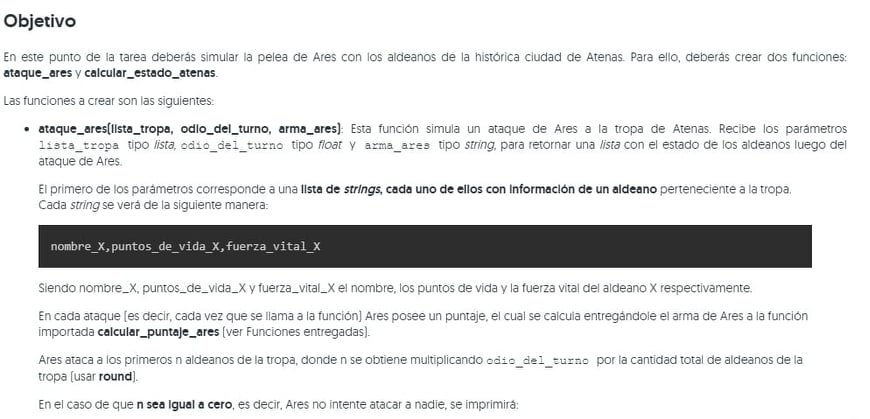 Objetivo
En este punto de la tarea deberás simular la pelea de Ares con los aldeanos de la histórica ciudad de Atenas. Para ello, deberás crear dos funciones:
ataque_ares y calcular_estado_atenas.
Las funciones a crear son las siguientes:
• ataque_ares(lista_tropa, odio_del_turno, arma_ares): Esta función simula un ataque de Ares a la tropa de Atenas. Recibe los parámetros
lista_tropa tipo lista, odio_del_turno tipo float y arma_ares tipo string, para retornar una lista con el estado de los aldeanos luego del
ataque de Ares.
El primero de los parámetros corresponde a una lista de strings, cada uno de ellos con información de un aldeano perteneciente a la tropa.
Cada string se verá de la siguiente manera:
nombre_X,puntos_de_vida_X,fuerza_vital_X
Siendo nombre_X, puntos_de_vida_X y fuerza_vital_X el nombre, los puntos de vida y la fuerza vital del aldeano X respectivamente.
En cada ataque (es decir, cada vez que se llama a la función) Ares posee un puntaje, el cual se calcula entregándole el arma de Ares a la función
importada calcular_puntaje_ares (ver Funciones entregadas).
Ares ataca a los primeros n aldeanos de la tropa, donde n se obtiene multiplicando odio_del_turno por la cantidad total de aldeanos de la
tropa (usar round).
En el caso de que n sea igual a cero, es decir, Ares no intente atacar a nadie, se imprimirá: